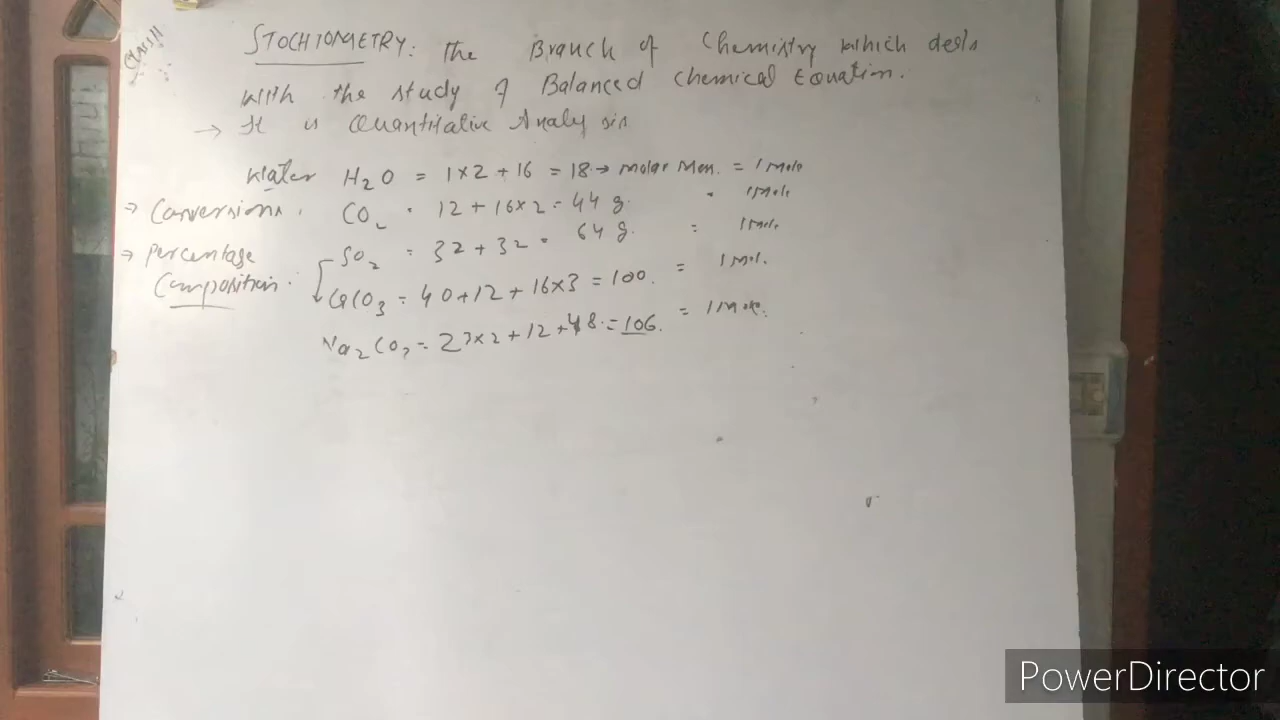 Class 11
STOCHIOMETRY: The Branch of Chemistry which deals
with the study of Balanced Chemical Equation.
→ It is Quantitative Analysis
Water H2O = 1×2+16 = 18 → molar Mass. = 1 mole
→ Conversions. CO2 = 12+16×2 = 44 g. = 1 mole
→ Percentage SO2 = 32+32 = 64 g. = 1 mole
Composition. CaCO3 = 40+12+16×3 = 100. = 1 mol.
Na2CO3 = 23×2+12+48 = 106. = 1 mole.
PowerDirector